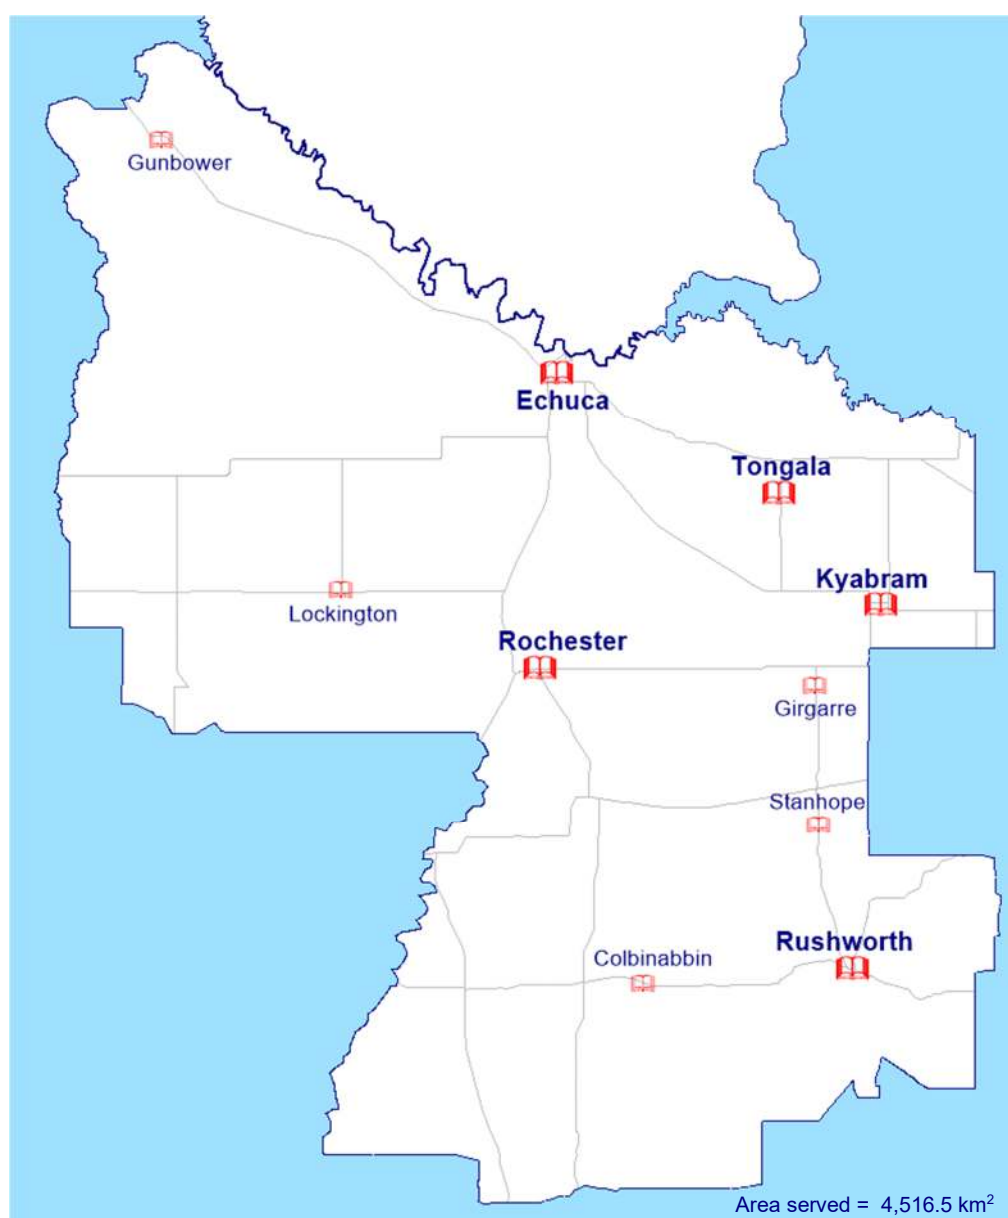 Gunbower
Echuca
Tongala
Kyabram
Lockington
Rochester
Girgarre
Stanhope
Rushworth
Colbinabbin
Area served = 4,516.5 km²